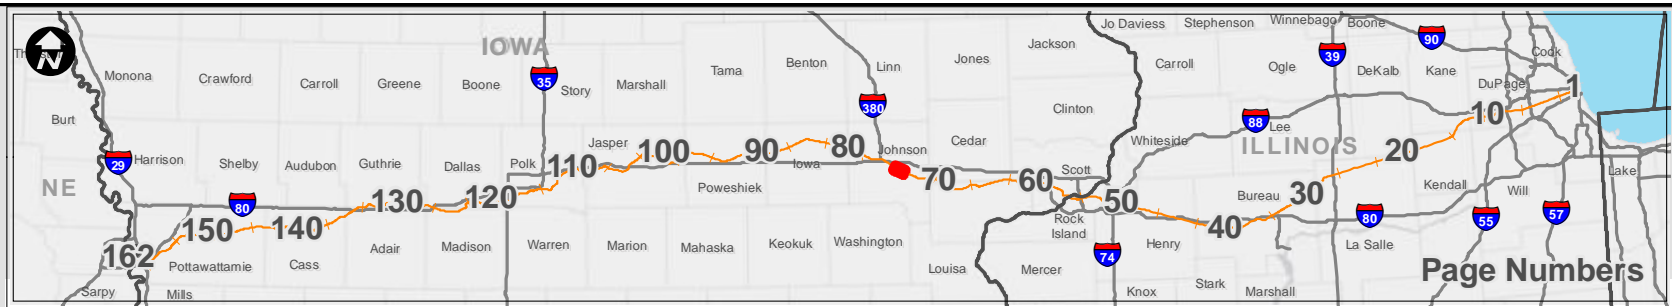 Jo Daviess Stephenson Winnebago Boone
IOWA
N
Th
Monona Crawford Carroll Greene Boone 35 Story Marshall Tama Benton Linn Jones Jackson Carroll Ogle 39 DeKalb 90 Kane Cook
DuPage
380 Clinton 88 Lee 10 1
Burt Jasper Cedar Whiteside ILLINOIS
29 Harrison Shelby Audubon Guthrie Dallas Polk 110 100 90 Iowa 80 Johnson 70 60 Scott 20 Lake
NE 80 130 120 Poweshiek 50 Bureau 30 Kendall Will
162 150 140 Adair Madison Warren Marion Mahaska Keokuk Washington Rock
Island 74 Henry 40 80 La Salle 55 57
Pottawattamie Cass Louisa Mercer Stark Page Numbers
Sarpy Mills Knox Marshall